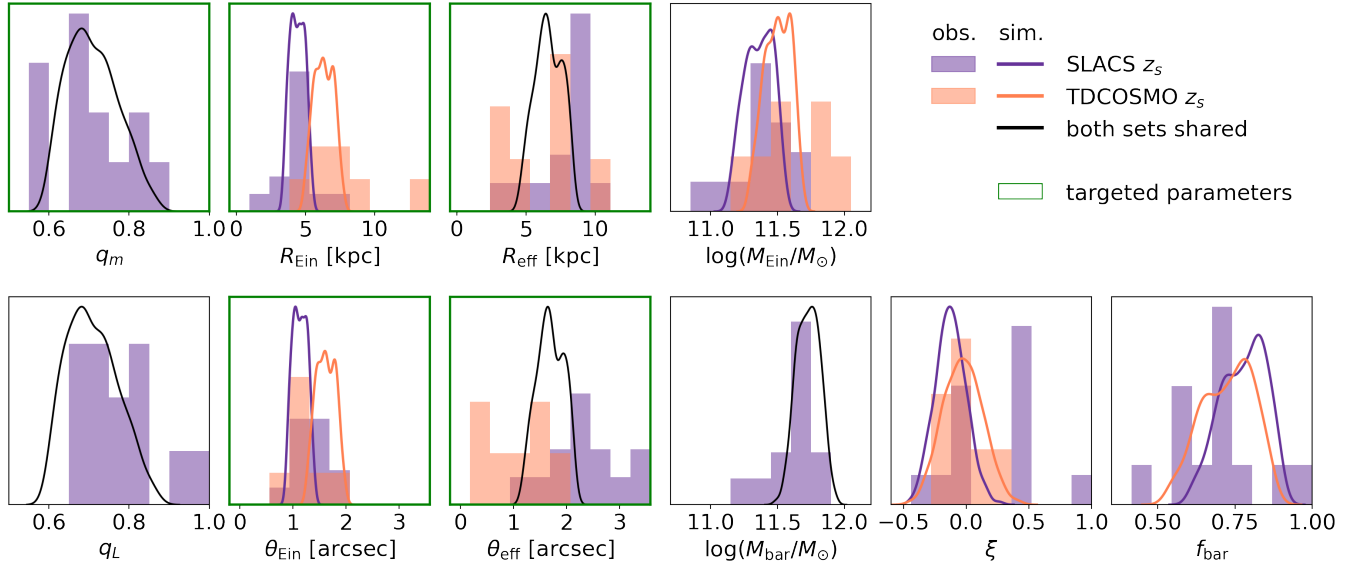 obs. sim.
SLACS z_s
TDCOSMO z_s
both sets shared
targeted parameters
0.6 0.8 1.0
q_m
0 5 10
R_Ein [kpc]
0 5 10
R_eff [kpc]
11.0 11.5 12.0
log(M_Ein/M_⊙)
0.6 0.8 1.0
q_L
0 1 2 3
θ_Ein [arcsec]
0 1 2 3
θ_eff [arcsec]
11.0 11.5 12.0
log(M_bar/M_⊙)
−0.5 0.0 0.5 1.0
ξ
0.50 0.75 1.00
f_bar